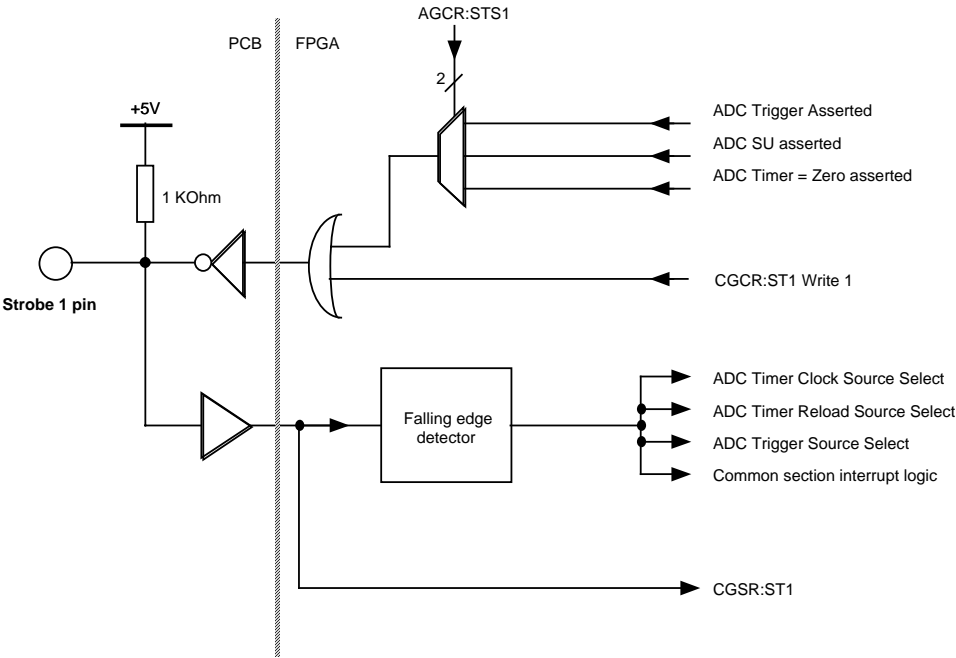 AGCR:STS1
PCB FPGA
2
+5V
ADC Trigger Asserted
ADC SU asserted
ADC Timer = Zero asserted
1 KOhm
CGCR:ST1 Write 1
Strobe 1 pin
ADC Timer Clock Source Select
Falling edge
detector
ADC Timer Reload Source Select
ADC Trigger Source Select
Common section interrupt logic
CGSR:ST1